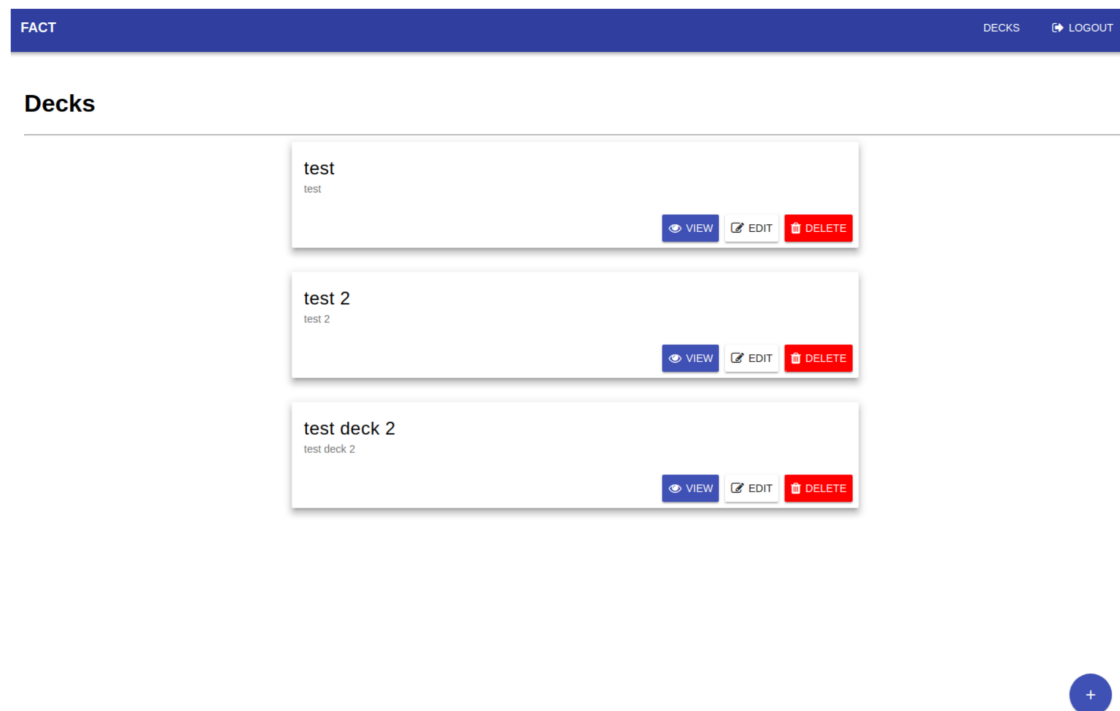 FACT DECKS LOGOUT
Decks
test
test
VIEW EDIT DELETE
test 2
test 2
VIEW EDIT DELETE
test deck 2
test deck 2
VIEW EDIT DELETE
+